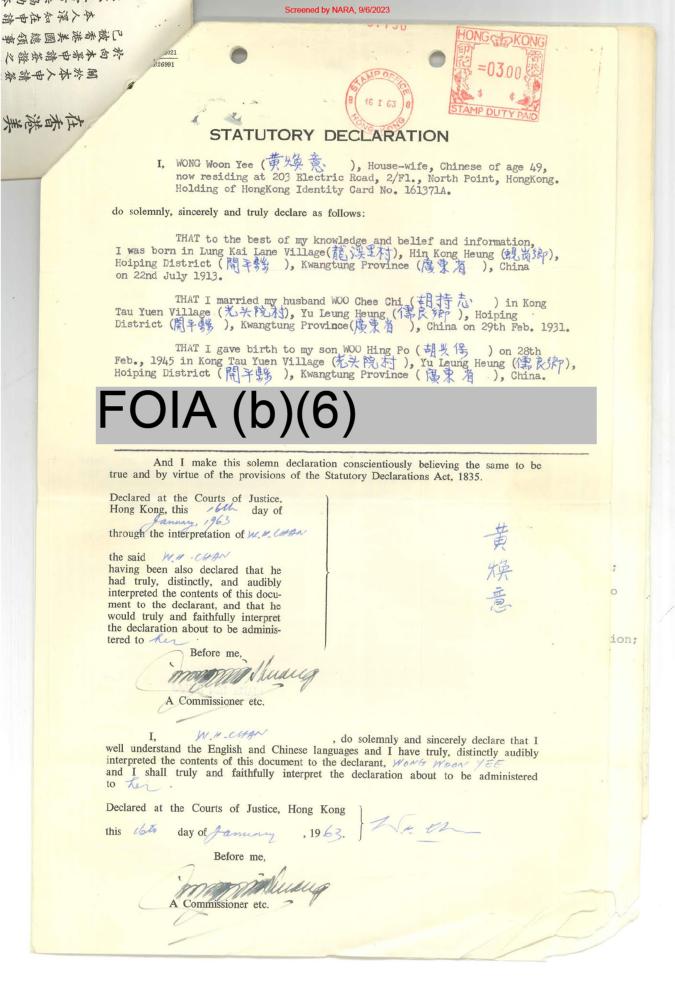 Screened by NARA, 9/6/2023
HONG KONG
香港
印花
=03.00
STAMP DUTY PAID
STAMP OFFICE
16 I 63
HONG KONG
STATUTORY DECLARATION
I, WONG Woon Yee (黃煥意), House-wife, Chinese of age 49,
now residing at 203 Electric Road, 2/Fl., North Point, HongKong.
Holding of HongKong Identity Card No. 161371A.
do solemnly, sincerely and truly declare as follows:
THAT to the best of my knowledge and belief and information,
I was born in Lung Kai Lane Village(龍溪里村), Hin Kong Heung (蜆崗鄉),
Hoiping District (開平縣), Kwangtung Province (廣東省), China
on 22nd July 1913.
THAT I married my husband WOO Chee Chi (胡持志) in Kong
Tau Yuen Village (老头院村), Yu Leung Heung (儒良鄉), Hoiping
District (開平縣), Kwangtung Province(廣東省), China on 29th Feb. 1931.
THAT I gave birth to my son WOO Hing Po (胡 保) on 28th
Feb., 1945 in Kong Tau Yuen Village (老头院村), Yu Leung Heung (儒良鄉),
Hoiping District (開平縣), Kwangtung Province (廣東省), China.
FOIA (b)(6)
And I make this solemn declaration conscientiously believing the same to be
true and by virtue of the provisions of the Statutory Declarations Act, 1835.
Declared at the Courts of Justice,
Hong Kong, this 16th day of
January, 1963
through the interpretation of W.H. CHAN
the said W.H. CHAN
having been also declared that he
had truly, distinctly, and audibly
interpreted the contents of this docu-
ment to the declarant, and that he
would truly and faithfully interpret
the declaration about to be adminis-
tered to her.
黃煥意
Before me,
A Commissioner etc.
I, W.H. CHAN, do solemnly and sincerely declare that I
well understand the English and Chinese languages and I have truly, distinctly audibly
interpreted the contents of this document to the declarant, WONG WOON YEE
and I shall truly and faithfully interpret the declaration about to be administered
to her.
Declared at the Courts of Justice, Hong Kong
this 16th day of January, 1963.
Before me,
A Commissioner etc.